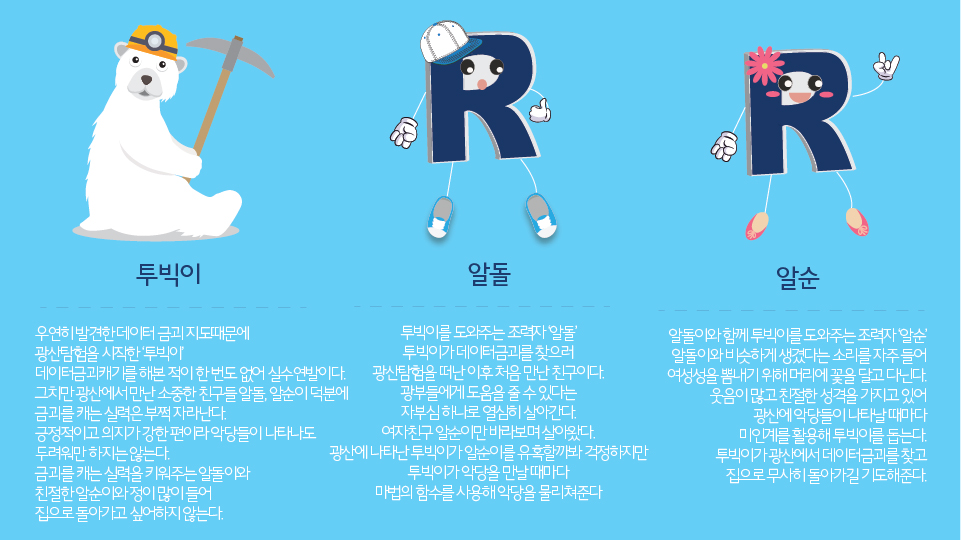 투빅이
우연히 발견한 데이터 금괴 지도때문에
광산탐험을 시작한 '투빅이'
데이터금괴캐기를 해본 적이 한 번도 없어 실수연발이다.
그치만 광산에서 만난 소중한 친구들 알돌, 알순이 덕분에
금괴를 캐는 실력은 부쩍 자라난다.
긍정적이고 의지가 강한 편이라 악당들이 나타나도
두려워만 하지는 않는다.
금괴를 캐는 실력을 키워주는 알돌이와
친절한 알순이와 정이 많이 들어
집으로 돌아가고 싶어하지 않는다.
알돌
투빅이를 도와주는 조력자 '알돌'
투빅이가 데이터금괴를 찾으러
광산탐험을 떠난 이후 처음 만난 친구이다.
광부들에게 도움을 줄 수 있다는
자부심 하나로 열심히 살아간다.
여자친구 알순이만 바라보며 살아왔다.
광산에 나타난 투빅이가 알순이를 유혹할까봐 걱정하지만
투빅이가 악당을 만날 때마다
마법의 함수를 사용해 악당을 물리쳐준다
알순
알돌이와 함께 투빅이를 도와주는 조력자 '알순'
알돌이와 비슷하게 생겼다는 소리를 자주 들어
여성성을 뽐내기 위해 머리에 꽃을 달고 다닌다.
웃음이 많고 친절한 성격을 가지고 있어
광산에 악당들이 나타날 때마다
미인계를 활용해 투빅이를 돕는다.
투빅이가 광산에서 데이터금괴를 찾고
집으로 무사히 돌아가길 기도해준다.